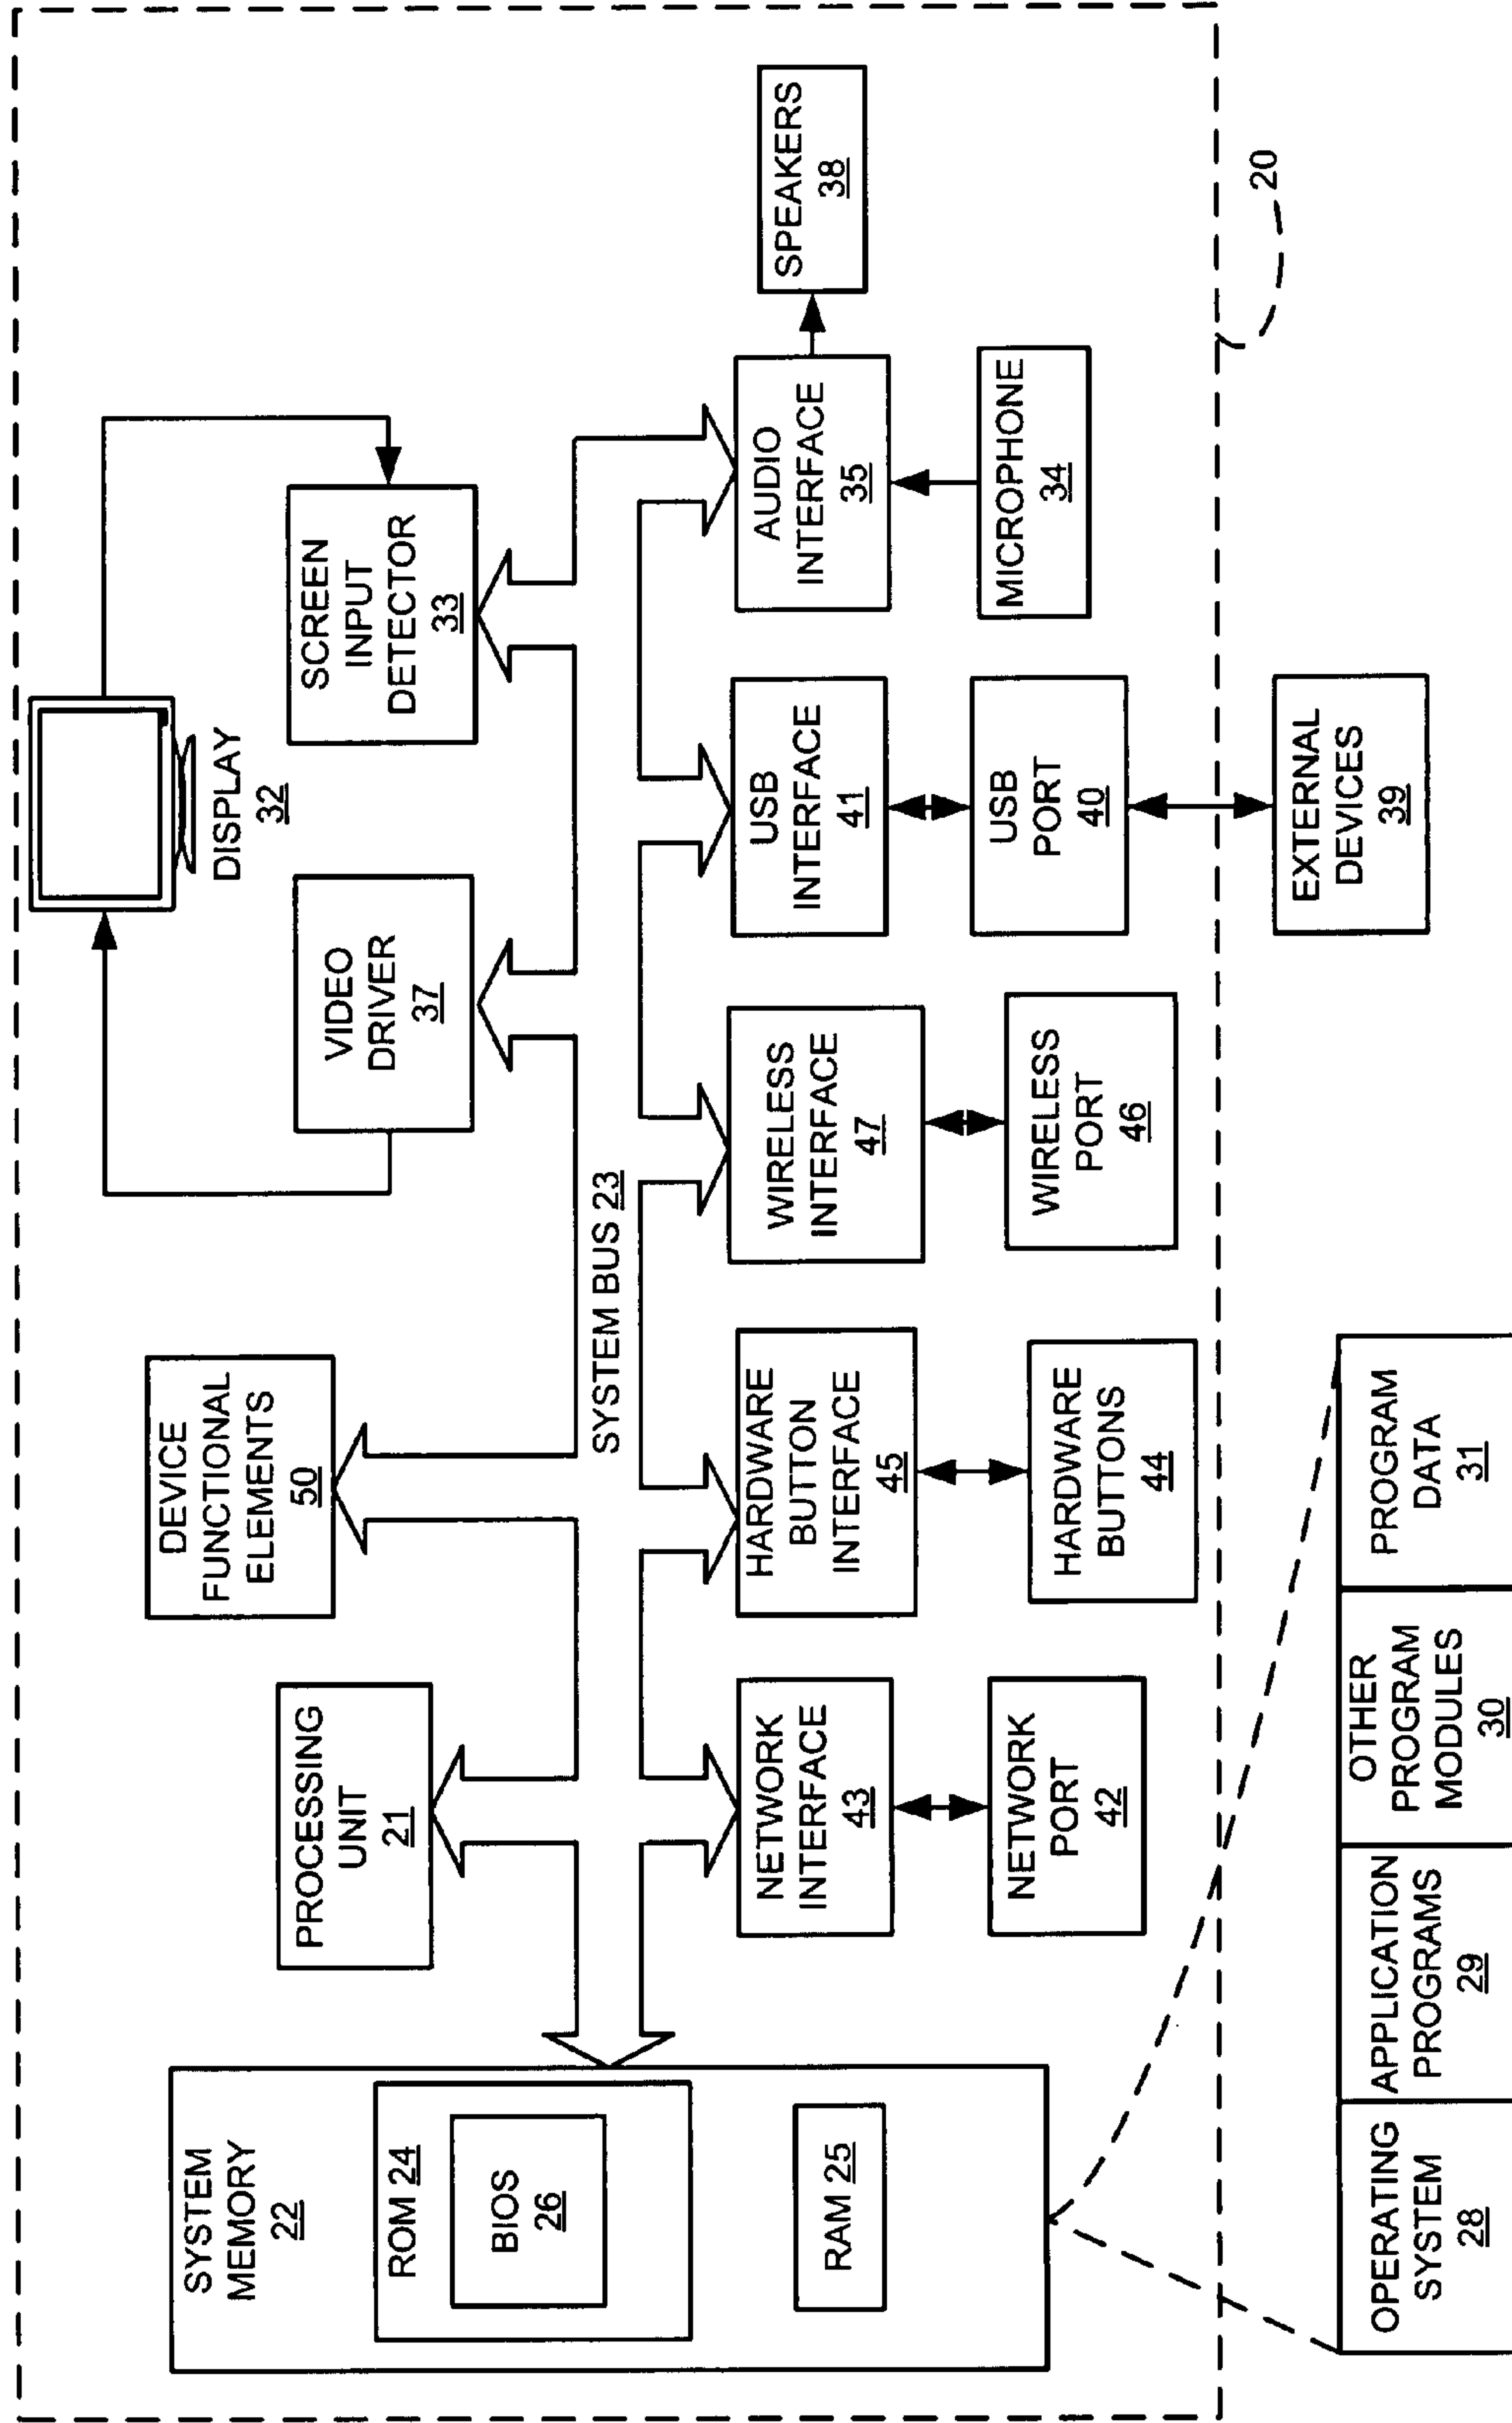 SYSTEM
MEMORY
22
ROM 24
BIOS
26
RAM 25
PROCESSING
UNIT
21
DEVICE
FUNCTIONAL
ELEMENTS
50
VIDEO
DRIVER
37
DISPLAY
32
SCREEN
INPUT
DETECTOR
33
SYSTEM BUS 23
NETWORK
INTERFACE
43
HARDWARE
BUTTON
INTERFACE
45
WIRELESS
INTERFACE
47
USB
INTERFACE
41
AUDIO
INTERFACE
35
SPEAKERS
38
NETWORK
PORT
42
HARDWARE
BUTTONS
44
WIRELESS
PORT
46
USB
PORT
40
MICROPHONE
34
20
EXTERNAL
DEVICES
39
OPERATING
SYSTEM
28
APPLICATION
PROGRAMS
29
OTHER
PROGRAM
MODULES
30
PROGRAM
DATA
31